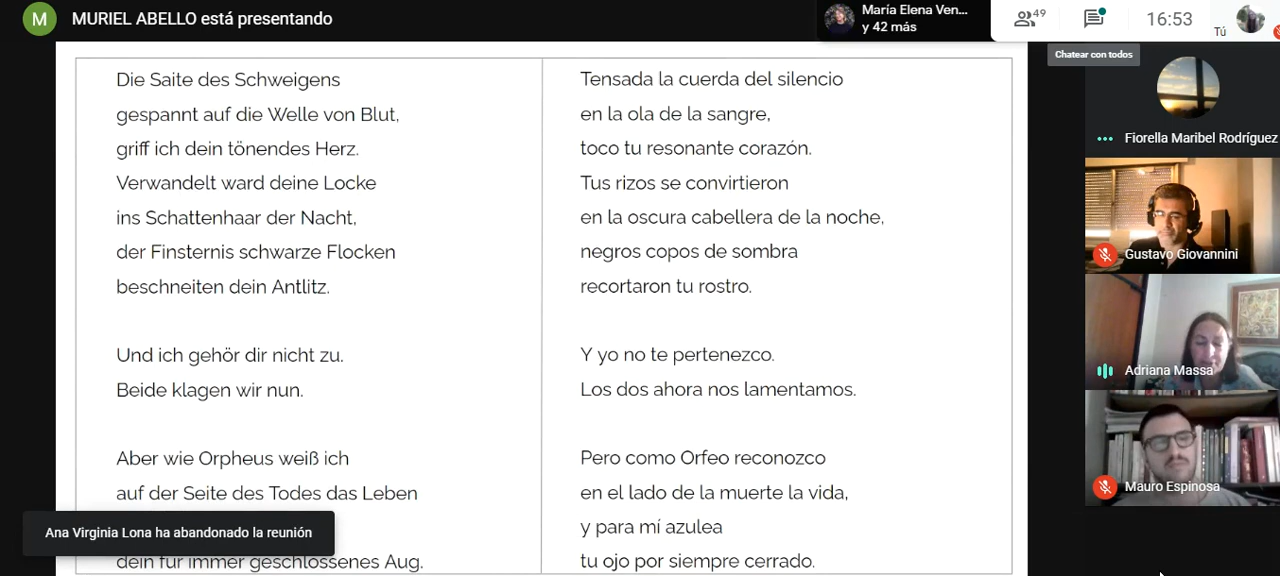 M MURIEL ABELLO está presentando
María Elena Ven...
y 42 más
49
16:53
Tú
Chatear con todos
Die Saite des Schweigens
gespannt auf die Welle von Blut,
griff ich dein tönendes Herz.
Verwandelt ward deine Locke
ins Schattenhaar der Nacht,
der Finsternis schwarze Flocken
beschneiten dein Antlitz.
Und ich gehör dir nicht zu.
Beide klagen wir nun.
Aber wie Orpheus weiß ich
auf der Seite des Todes das Leben
dein für immer geschlossenes Aug.
Tensada la cuerda del silencio
en la ola de la sangre,
toco tu resonante corazón.
Tus rizos se convirtieron
en la oscura cabellera de la noche,
negros copos de sombra
recortaron tu rostro.
Y yo no te pertenezco.
Los dos ahora nos lamentamos.
Pero como Orfeo reconozco
en el lado de la muerte la vida,
y para mí azulea
tu ojo por siempre cerrado.
Ana Virginia Lona ha abandonado la reunión
Fiorella Maribel Rodríguez
Gustavo Giovannini
Adriana Massa
Mauro Espinosa